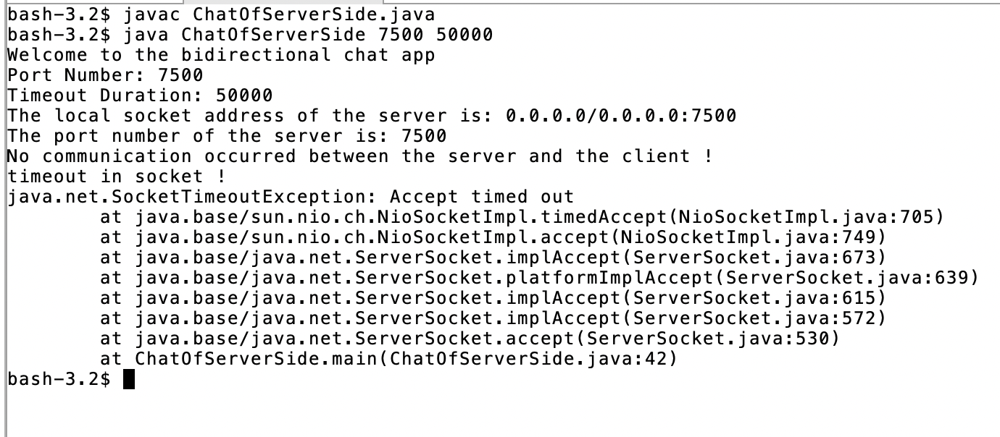 bash-3.2$ javac ChatOfServerSide.java
bash-3.2$ java ChatOfServerSide 7500 50000
Welcome to the bidirectional chat app
Port Number: 7500
Timeout Duration: 50000
The local socket address of the server is: 0.0.0.0/0.0.0.0:7500
The port number of the server is: 7500
No communication occurred between the server and the client !
timeout in socket !
java.net.SocketTimeoutException: Accept timed out
        at java.base/sun.nio.ch.NioSocketImpl.timedAccept(NioSocketImpl.java:705)
        at java.base/sun.nio.ch.NioSocketImpl.accept(NioSocketImpl.java:749)
        at java.base/java.net.ServerSocket.implAccept(ServerSocket.java:673)
        at java.base/java.net.ServerSocket.platformImplAccept(ServerSocket.java:639)
        at java.base/java.net.ServerSocket.implAccept(ServerSocket.java:615)
        at java.base/java.net.ServerSocket.implAccept(ServerSocket.java:572)
        at java.base/java.net.ServerSocket.accept(ServerSocket.java:530)
        at ChatOfServerSide.main(ChatOfServerSide.java:42)
bash-3.2$